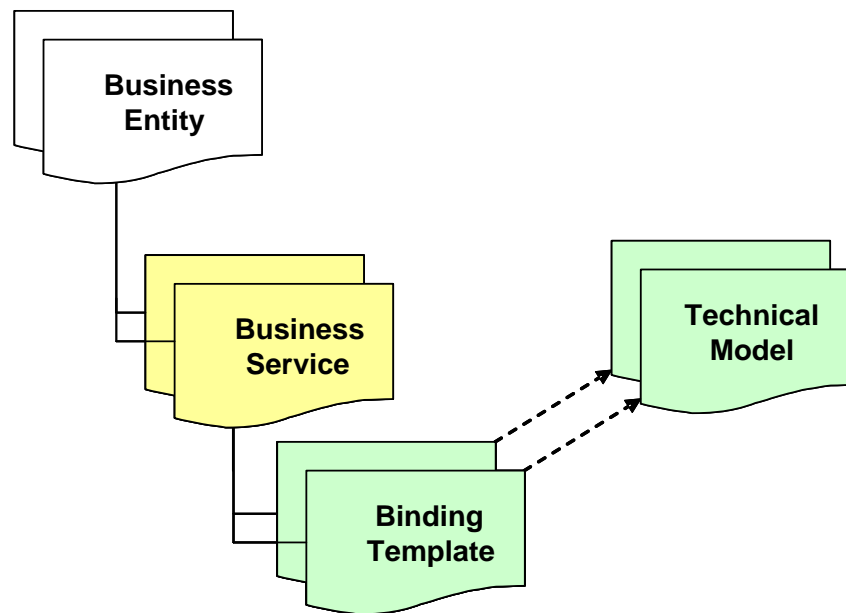 Business
Entity
Business
Service
Technical
Model
Binding
Template